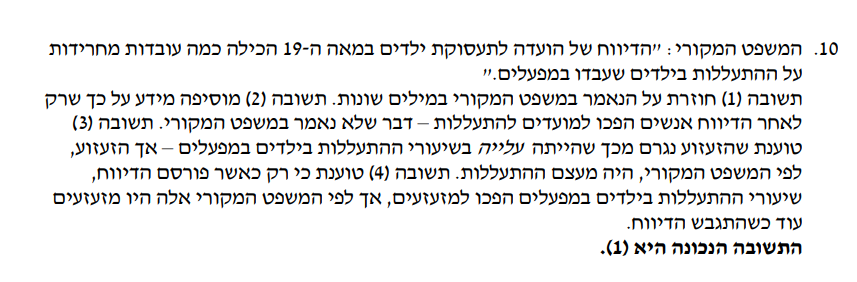 10. המשפט המקורי: "הדיווח של הועדה לתעסוקת ילדים במאה ה-19 הכילה כמה עובדות מחרידות
על ההתעללות בילדים שעבדו במפעלים."
תשובה (1) חוזרת על הנאמר במשפט המקורי במילים שונות. תשובה (2) מוסיפה מידע על כך שרק
לאחר הדיווח אנשים הפכו למועדים להתעללות – דבר שלא נאמר במשפט המקורי. תשובה (3)
טוענת שהזעזוע נגרם מכך שהייתה עלייה בשיעורי ההתעללות בילדים במפעלים – אך הזעזוע,
לפי המשפט המקורי, היה מעצם ההתעללות. תשובה (4) טוענת כי רק כאשר פורסם הדיווח,
שיעורי ההתעללות בילדים במפעלים הפכו למזעזעים, אך לפי המשפט המקורי אלה היו מזעזעים
עוד כשהתגבש הדיווח.
התשובה הנכונה היא (1).